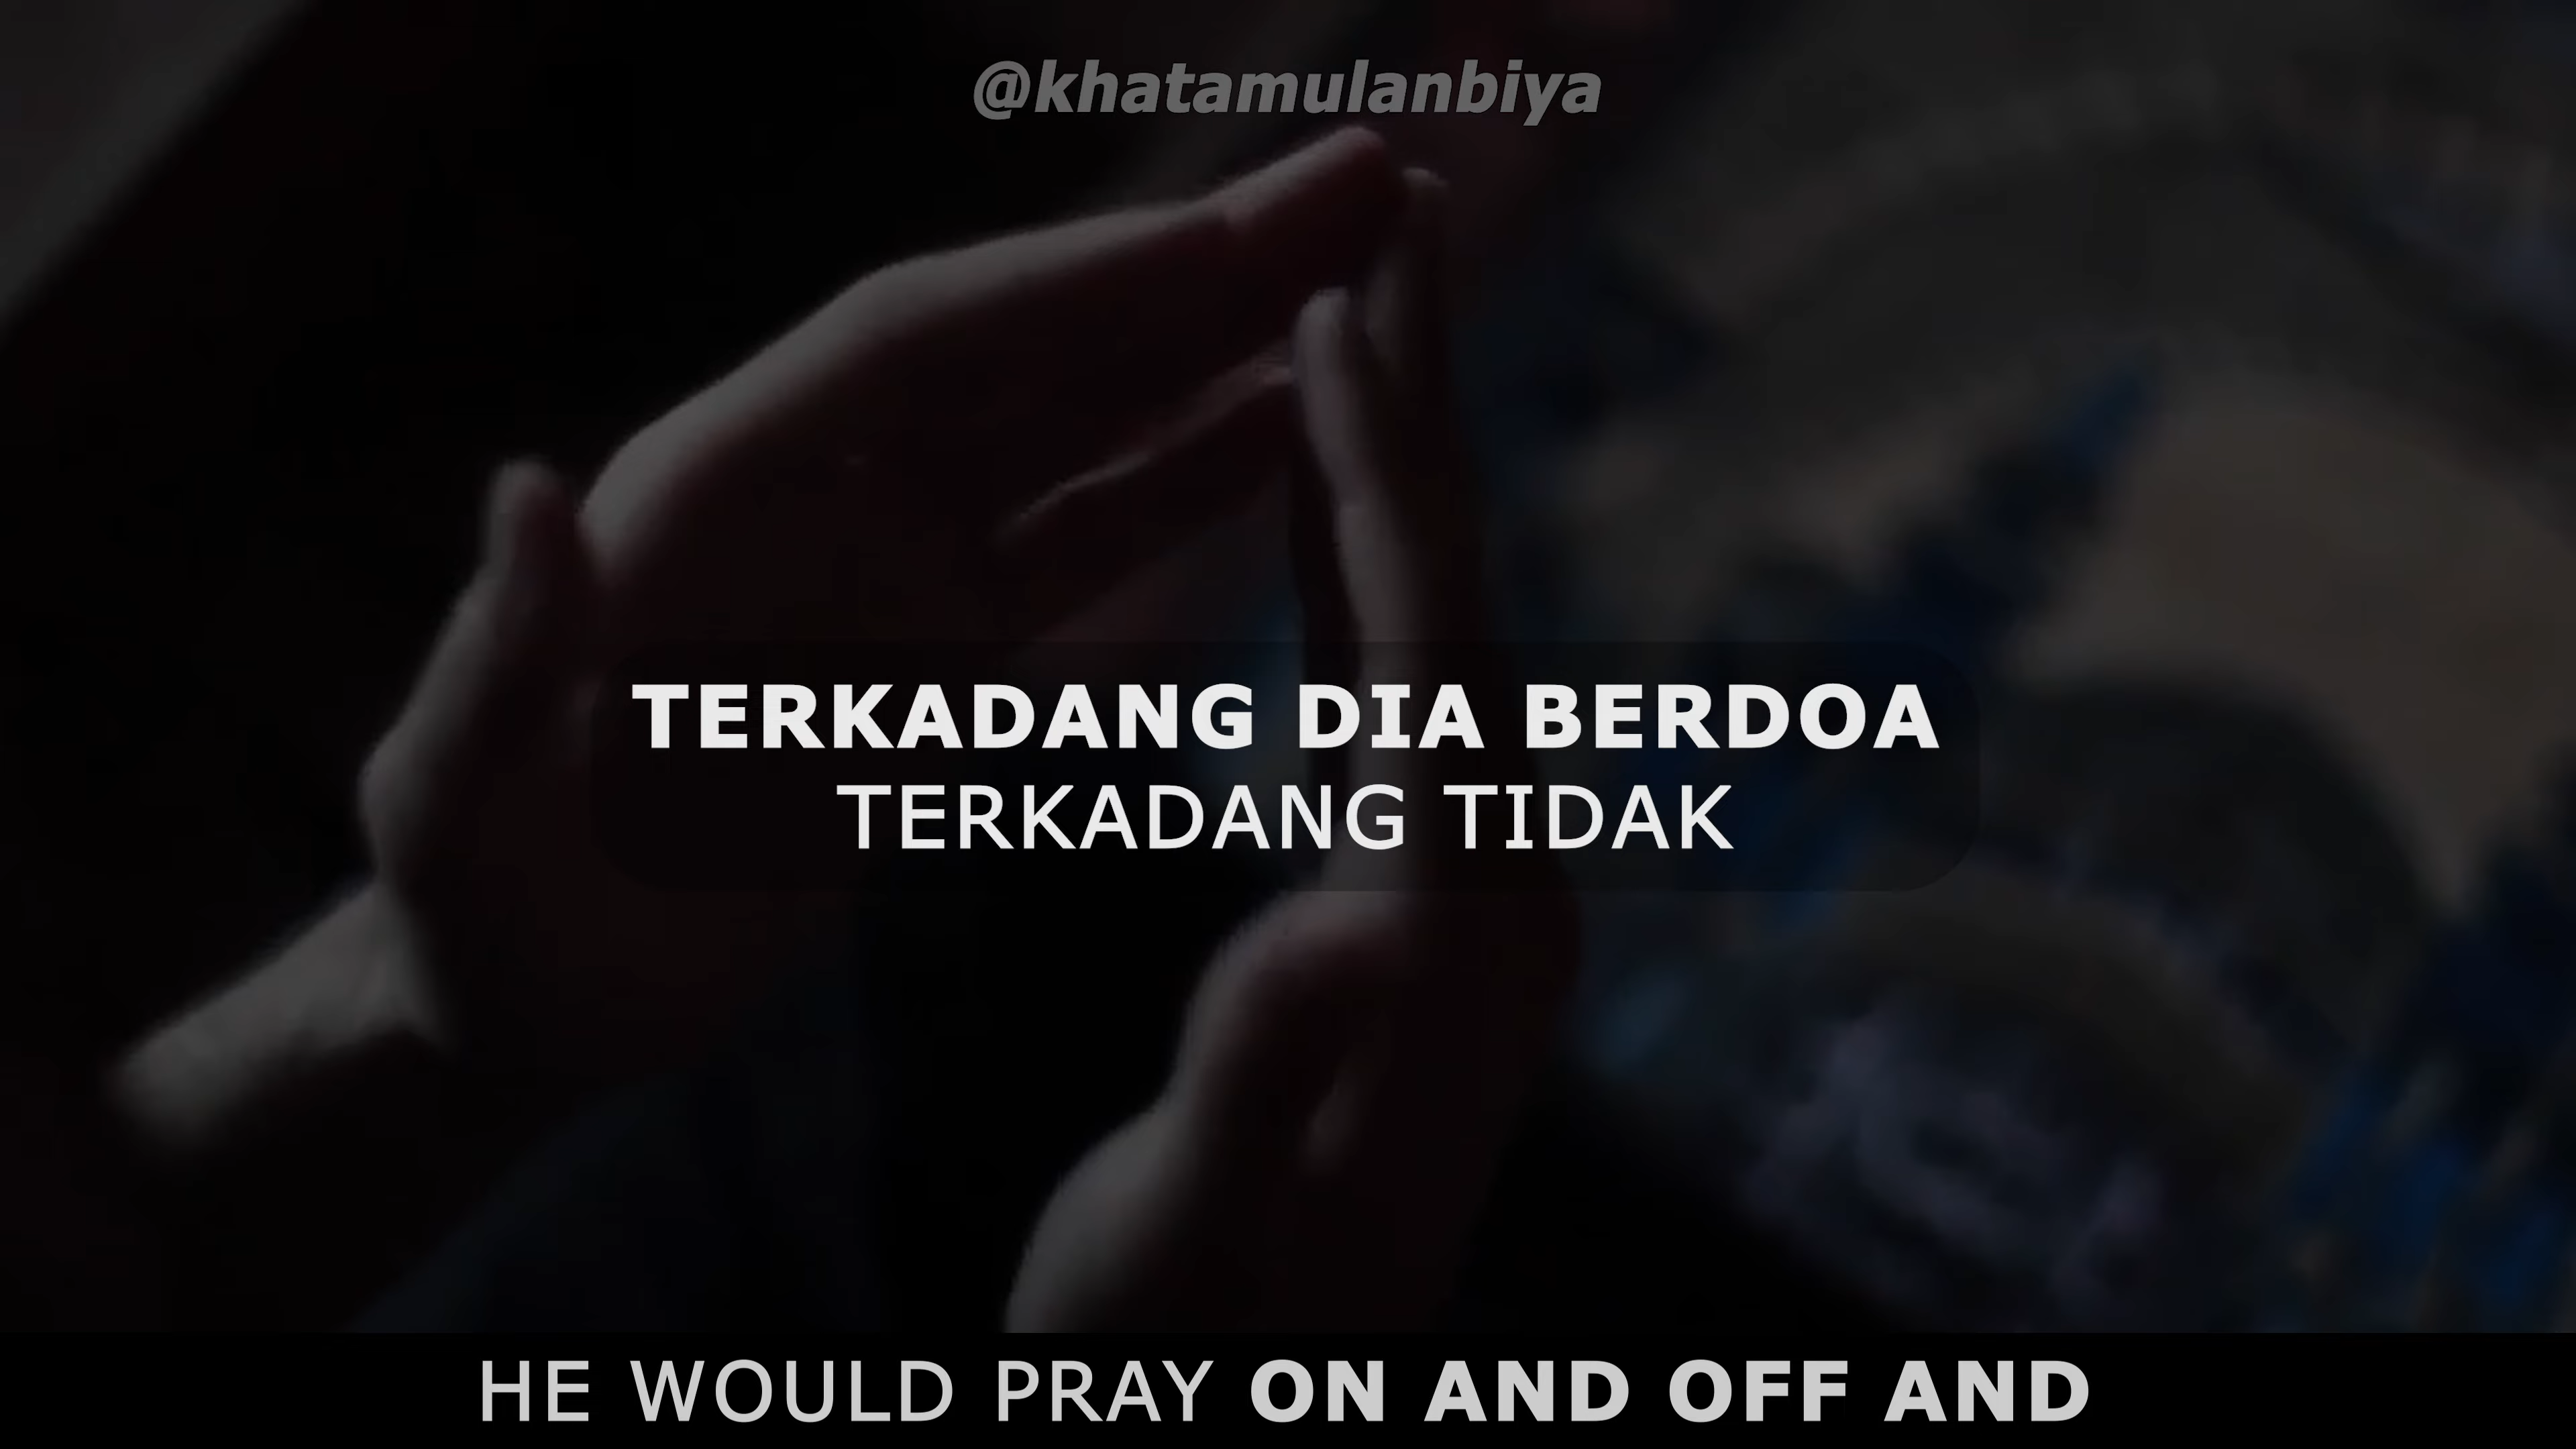 @khatamulanbiya
TERKADANG DIA BERDOA
TERKADANG TIDAK
HE WOULD PRAY ON AND OFF AND